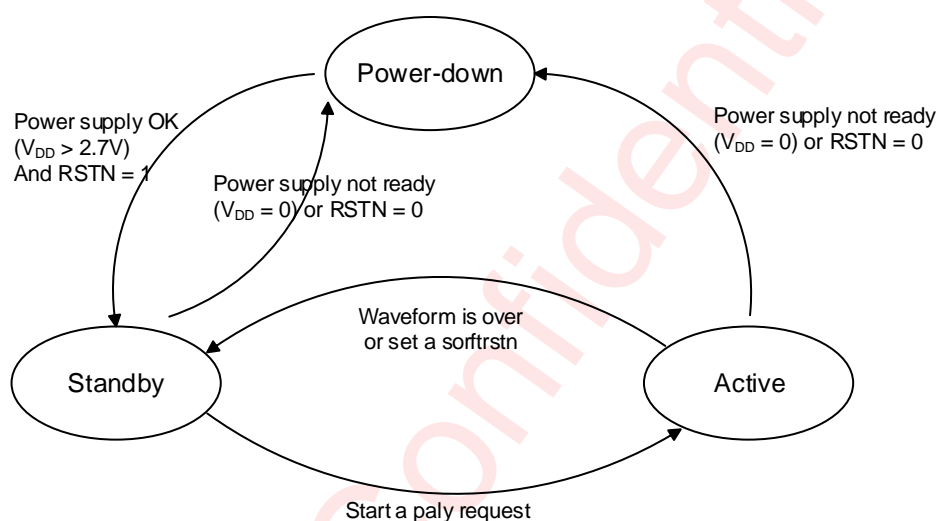 Power-down
Power supply OK
(VDD > 2.7V)
And RSTN = 1
Power supply not ready
(VDD = 0) or RSTN = 0
Power supply not ready
(VDD = 0) or RSTN = 0
Waveform is over
or set a sorftrstn
Standby
Active
Start a paly request
Confidenti